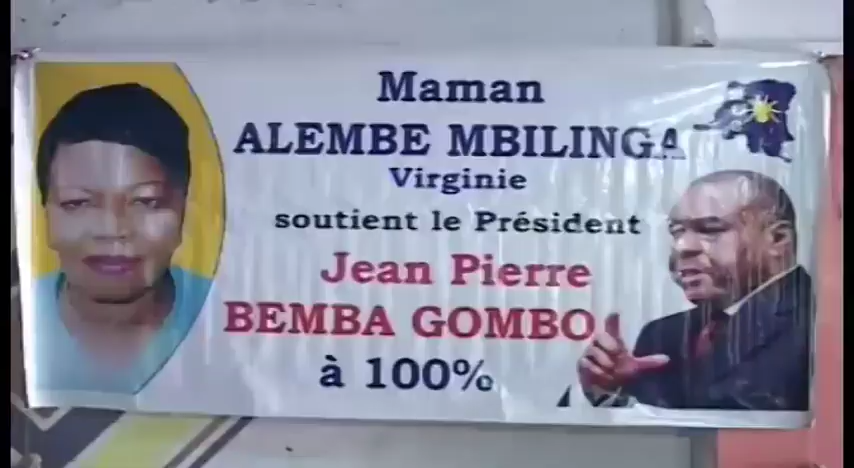 Maman
ALEMBE MBILINGA
Virginie
soutient le Président
Jean Pierre
BEMBA GOMBO
à 100%